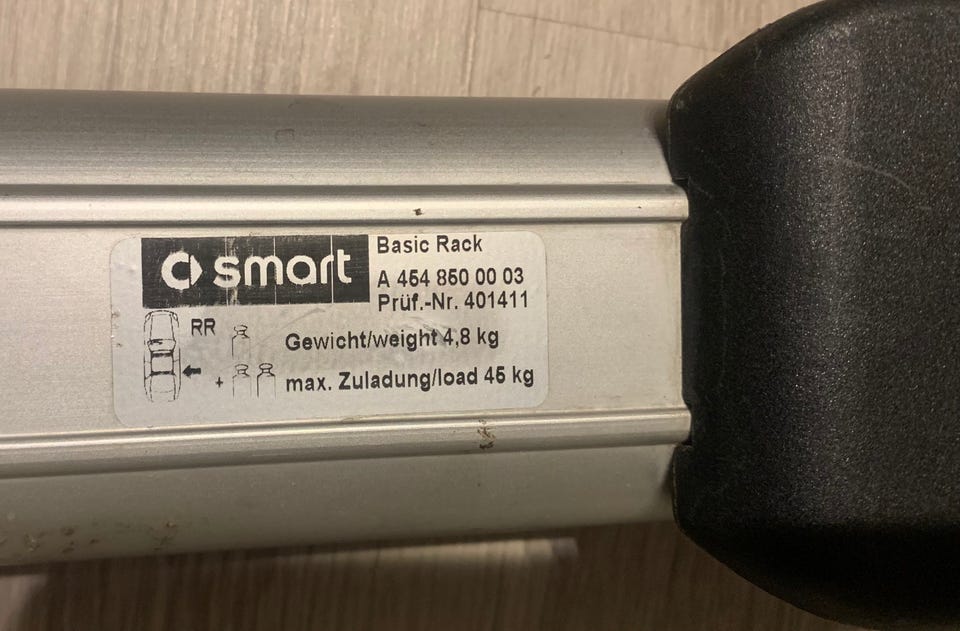 smart
Basic Rack
A 454 850 00 03
Prüf.-Nr. 401411
RR
Gewicht/weight 4,8 kg
+
max. Zuladung/load 45 kg